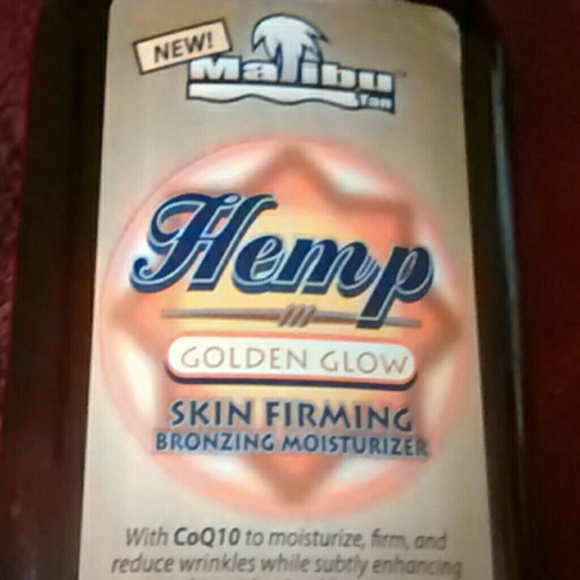 NEW!
Malibu
Tan
Hemp
GOLDEN GLOW
SKIN FIRMING
BRONZING MOISTURIZER
With CoQ10 to moisturize, firm, and
reduce wrinkles while subtly enhancing